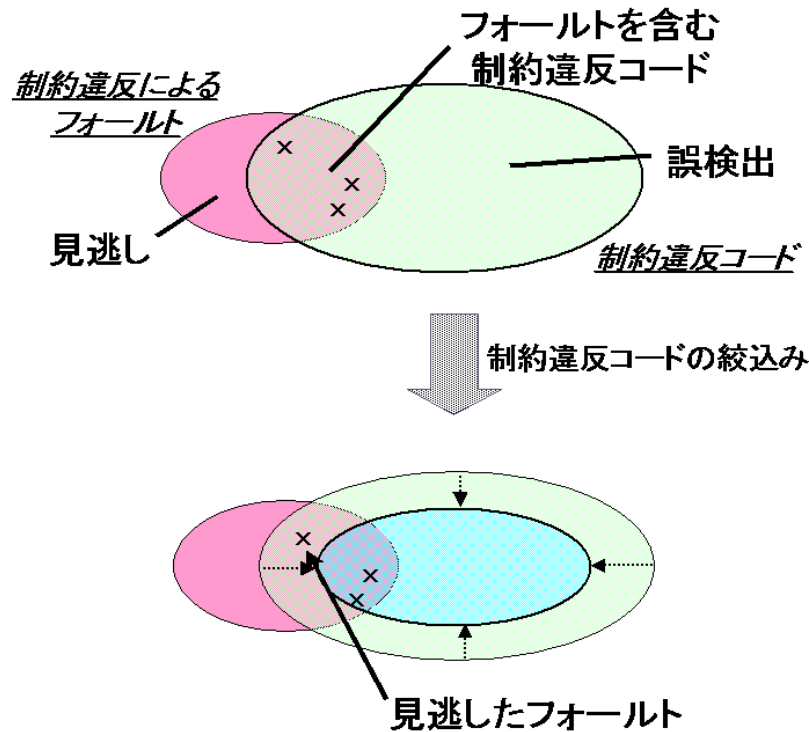 フォールトを含む
制約違反コード
制約違反による
フォールト
誤検出
見逃し
制約違反コード
制約違反コードの絞込み
見逃したフォールト